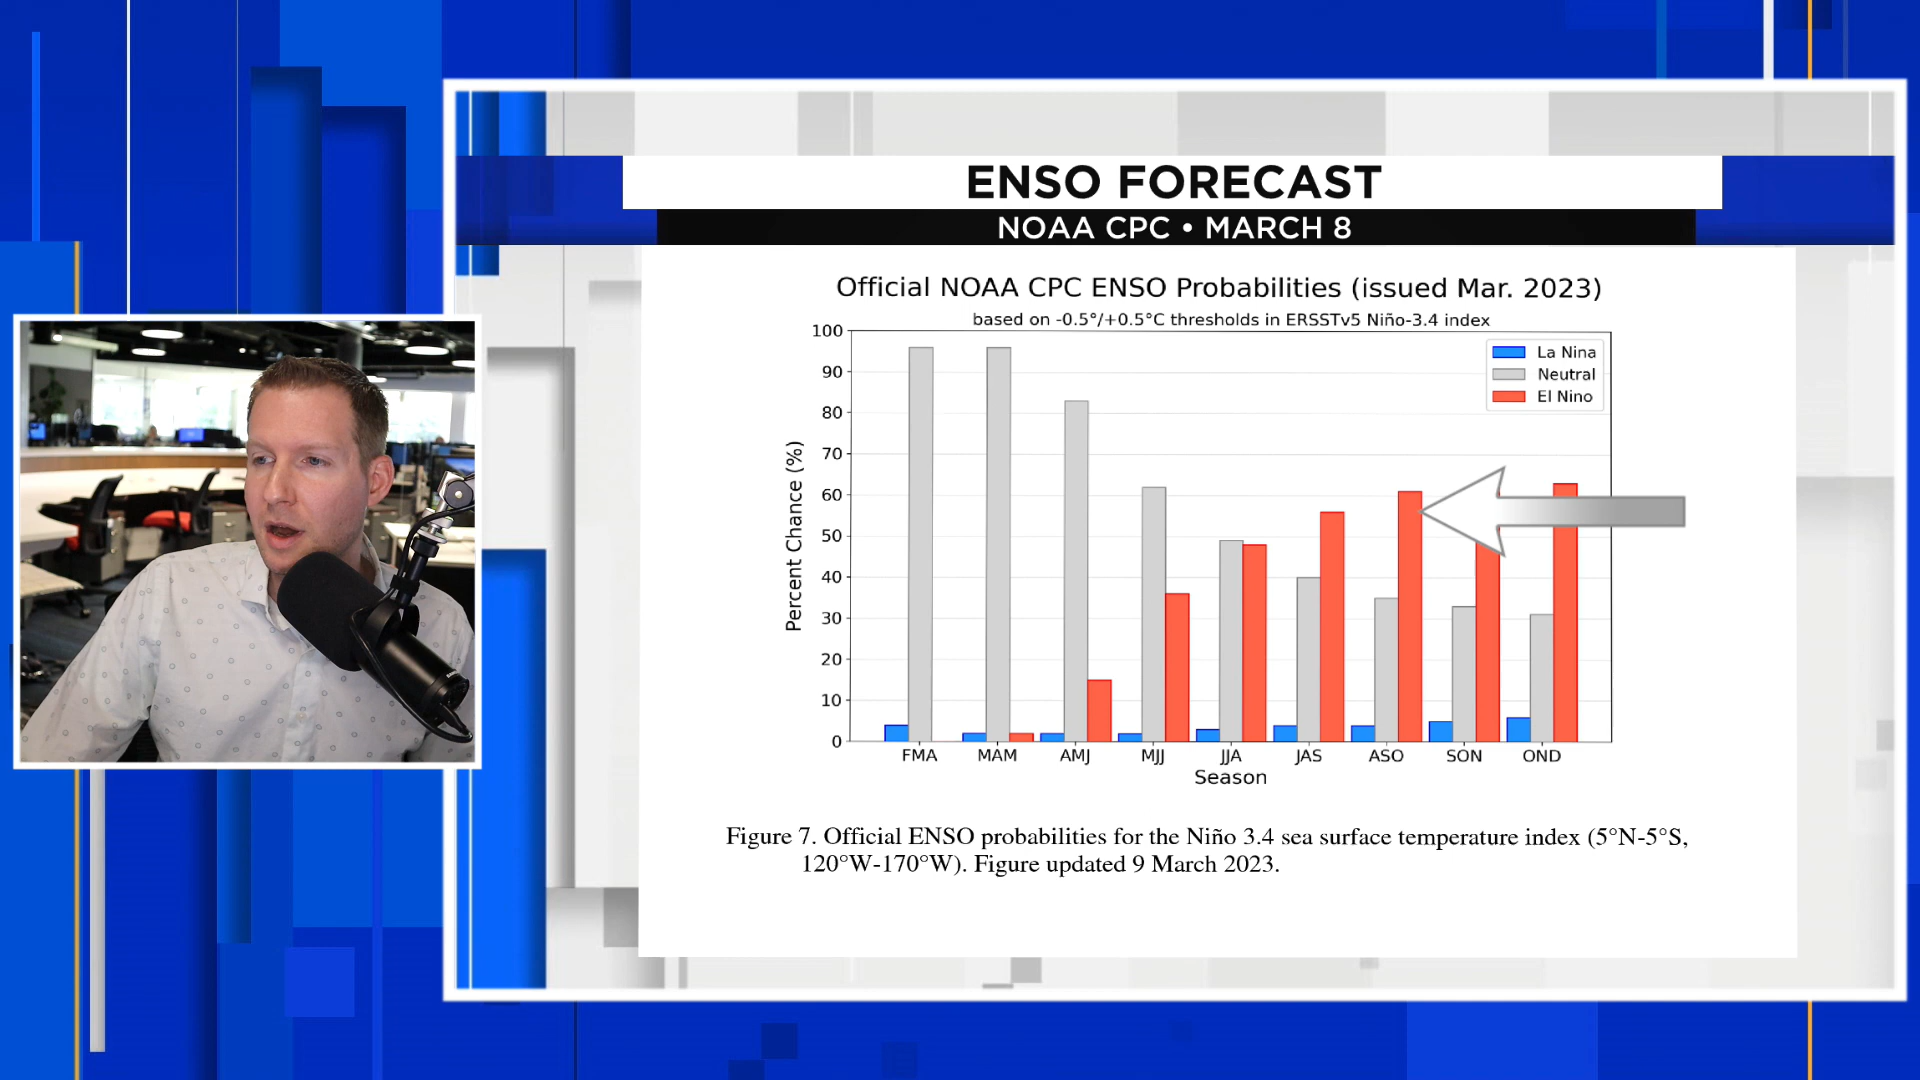 ENSO FORECAST
NOAA CPC • MARCH 8
Official NOAA CPC ENSO Probabilities (issued Mar. 2023)
based on -0.5°/+0.5°C thresholds in ERSSTv5 Niño-3.4 index
La Nina
Neutral
El Nino
Percent Chance (%)
100
90
80
70
60
50
40
30
20
10
0
FMA MAM AMJ MJJ JJA JAS ASO SON OND
Season
Figure 7. Official ENSO probabilities for the Niño 3.4 sea surface temperature index (5°N-5°S,
120°W-170°W). Figure updated 9 March 2023.